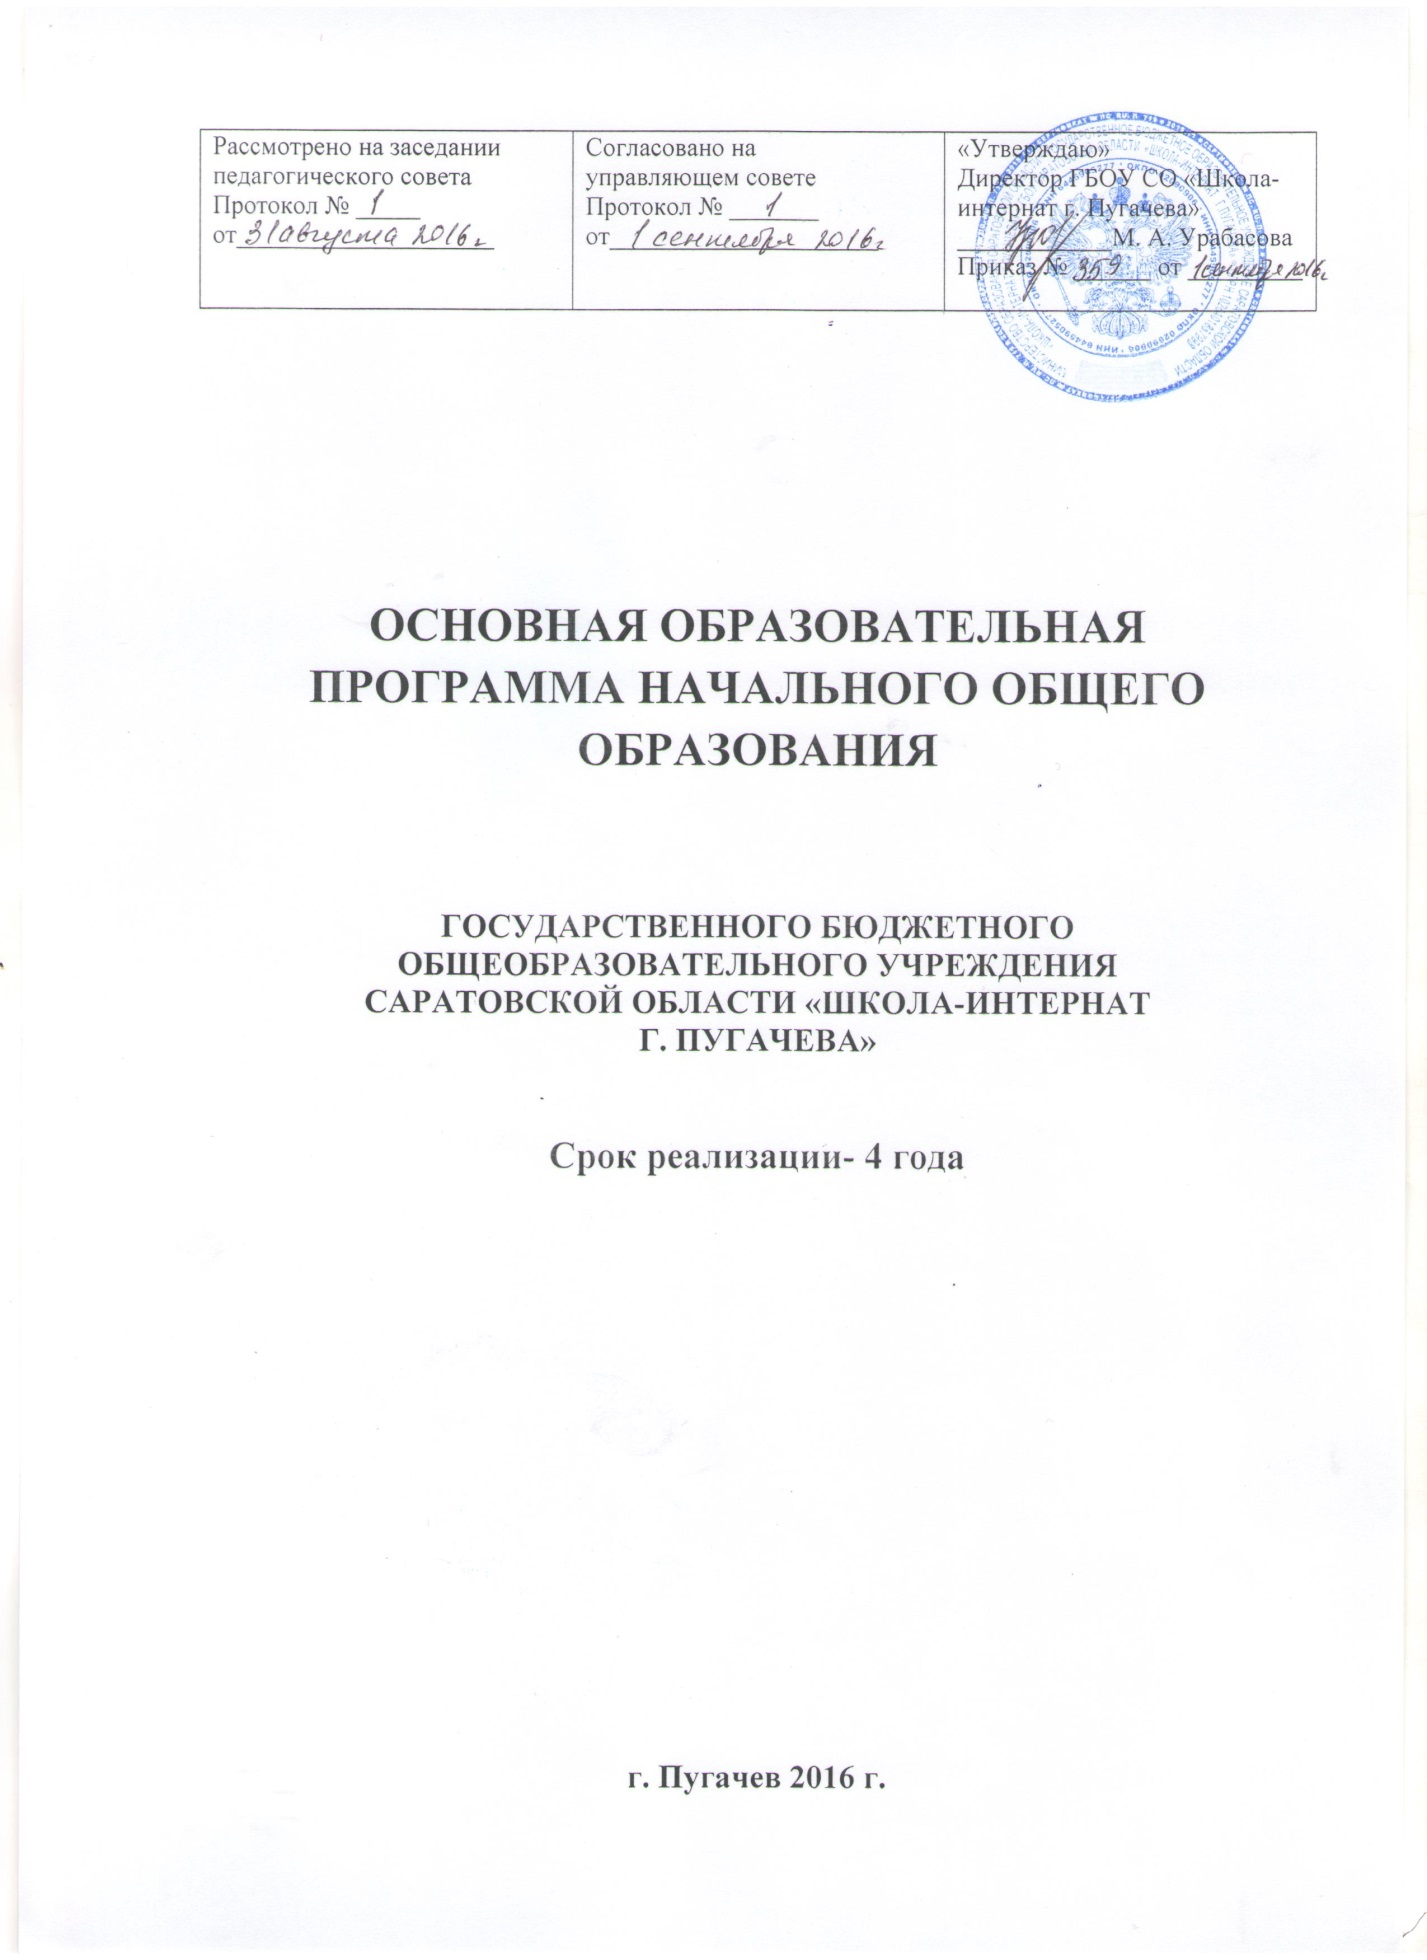 Рассмотрено на заседании
педагогического совета
Протокол № 1
от 31 августа 2016 г.
Согласовано на
управляющем совете
Протокол № 1
от 1 сентября 2016 г
«Утверждаю»
Директор ГБОУ СО «Школа-
интернат г. Пугачева»
М. А. Урабасова
Приказ № 359 от 1 сентября 2016 г
ОСНОВНАЯ ОБРАЗОВАТЕЛЬНАЯ
ПРОГРАММА НАЧАЛЬНОГО ОБЩЕГО
ОБРАЗОВАНИЯ
ГОСУДАРСТВЕННОГО БЮДЖЕТНОГО
ОБЩЕОБРАЗОВАТЕЛЬНОГО УЧРЕЖДЕНИЯ
САРАТОВСКОЙ ОБЛАСТИ «ШКОЛА-ИНТЕРНАТ
Г. ПУГАЧЕВА»
Срок реализации- 4 года
г. Пугачев 2016 г.